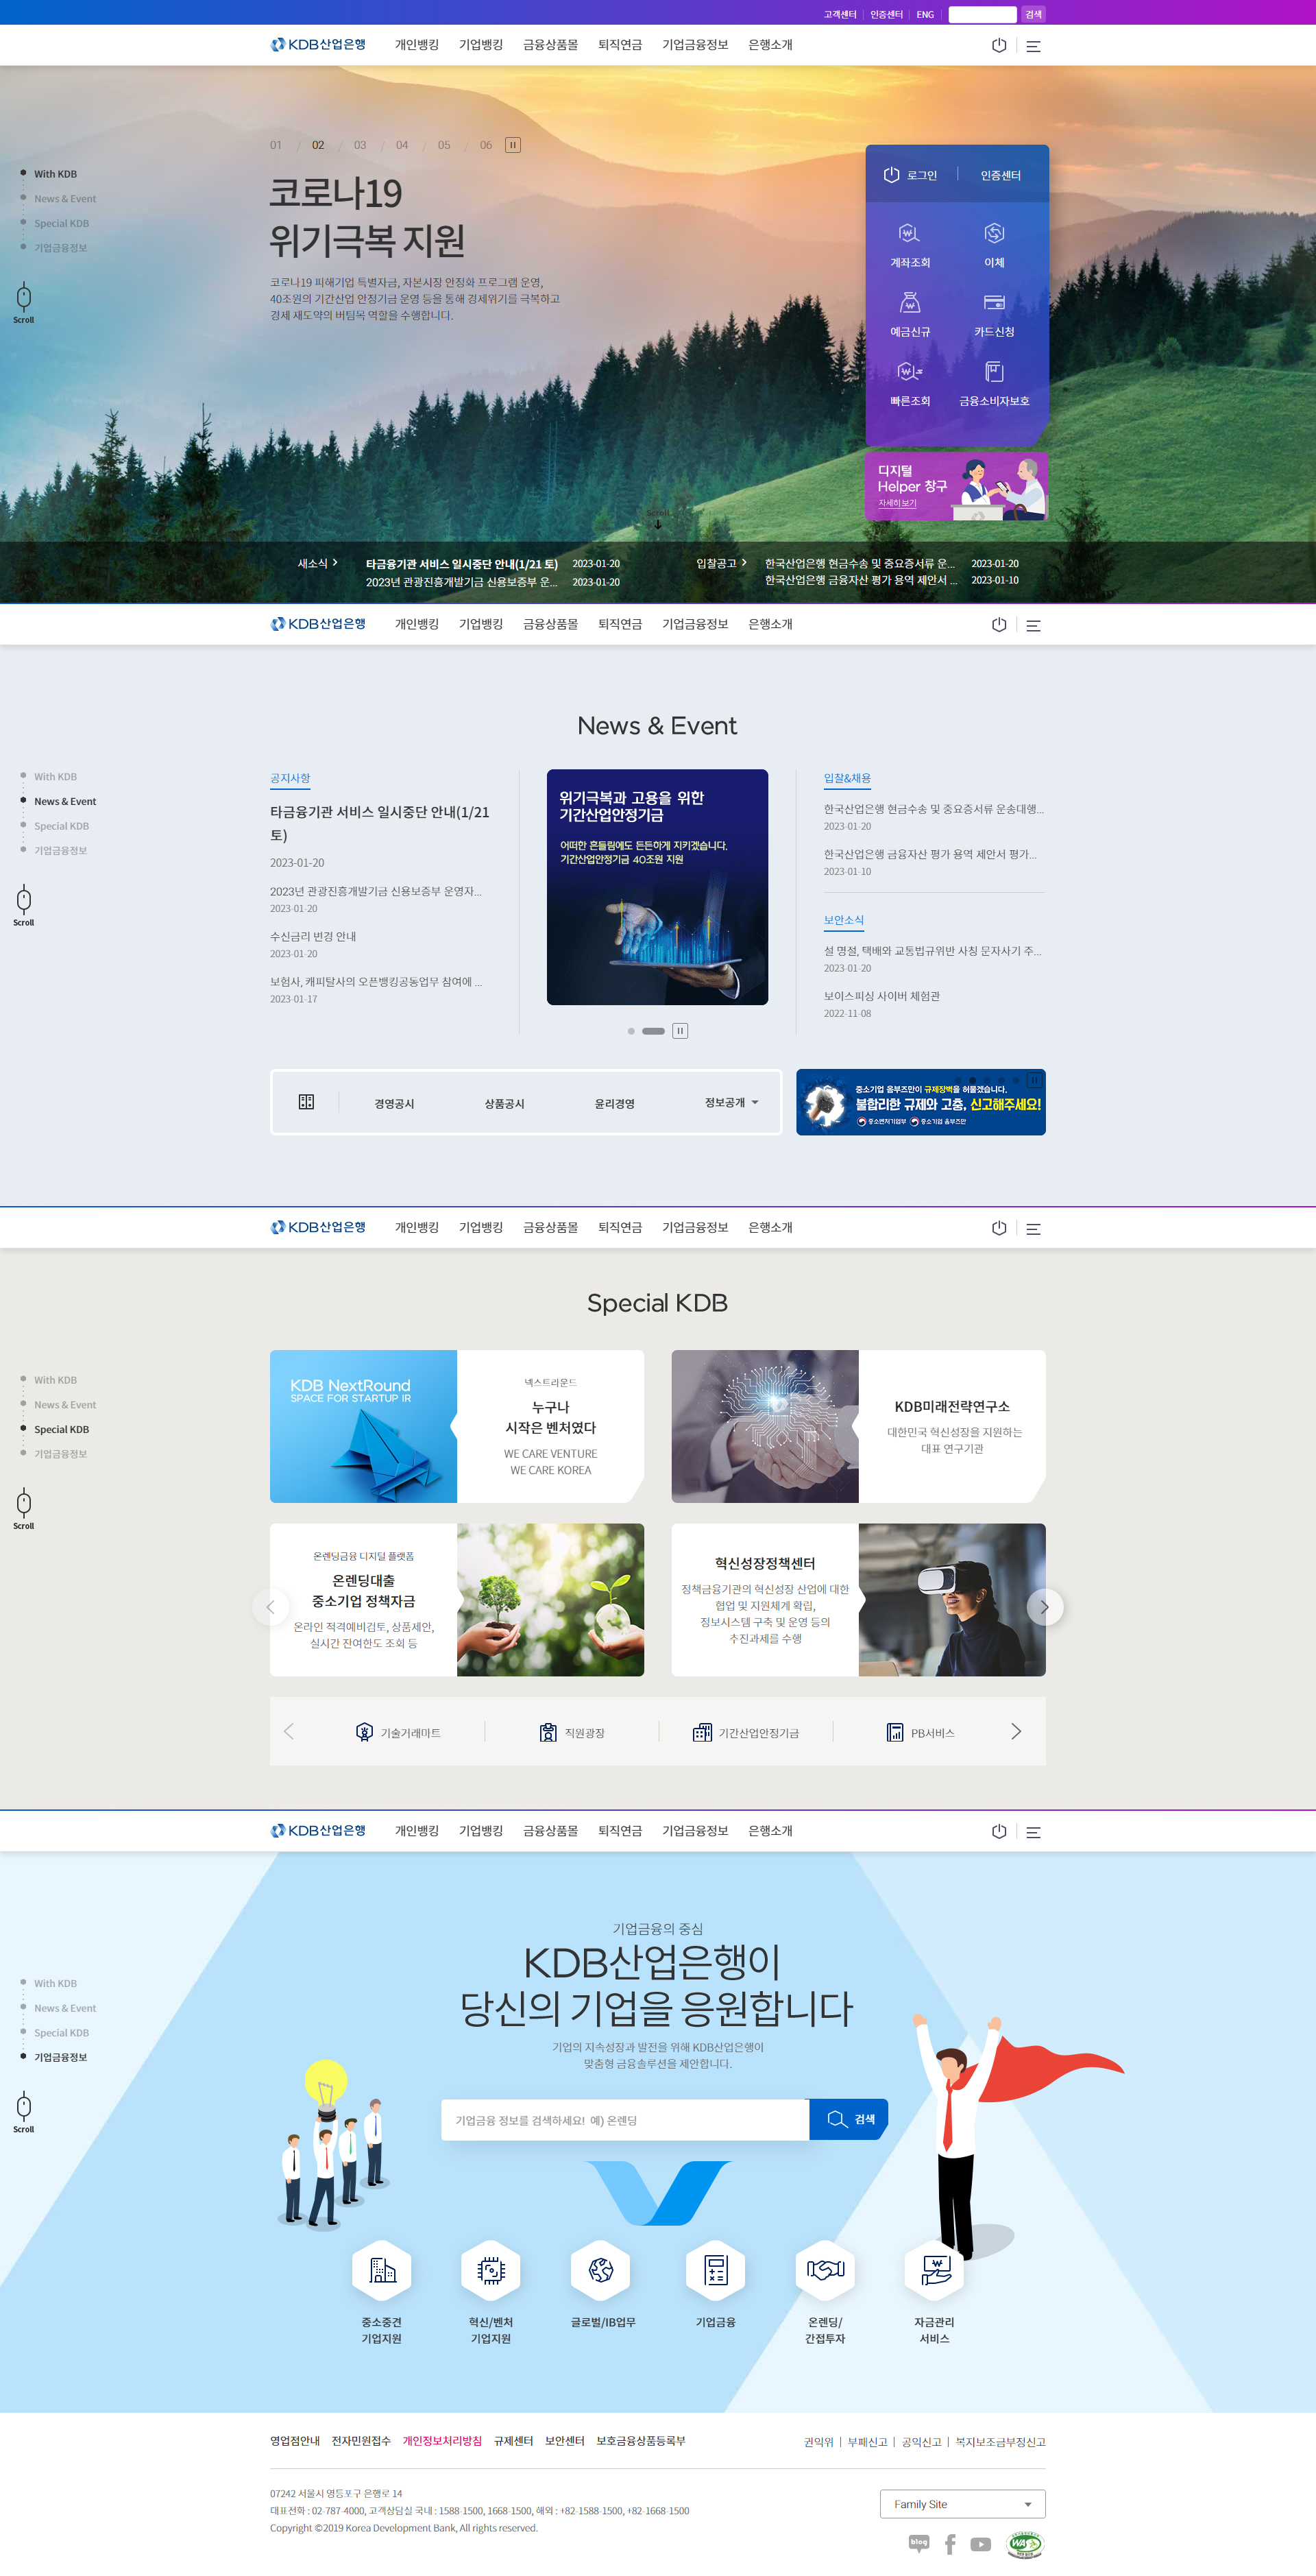 고객센터 인증센터 ENG 검색
KDB산업은행 개인뱅킹 기업뱅킹 금융상품몰 퇴직연금 기업금융정보 은행소개
01 / 02 / 03 / 04 / 05 / 06
With KDB
News & Event
Special KDB
기업금융정보
Scroll
코로나19
위기극복 지원
코로나19 피해기업 특별자금, 자본시장 안정화 프로그램 운영,
40조원의 기간산업 안정기금 운영 등을 통해 경제위기를 극복하고
경제 재도약의 버팀목 역할을 수행합니다.
로그인 인증센터
계좌조회 이체
예금신규 카드신청
빠른조회 금융소비자보호
디지털
Helper 창구
자세히보기
Scroll
새소식 타금융기관 서비스 일시중단 안내(1/21 토) 2023-01-20
2023년 관광진흥개발기금 신용보증부 운... 2023-01-20
입찰공고 한국산업은행 현금수송 및 중요증서류 운... 2023-01-20
한국산업은행 금융자산 평가 용역 제안서 ... 2023-01-10
KDB산업은행 개인뱅킹 기업뱅킹 금융상품몰 퇴직연금 기업금융정보 은행소개
News & Event
With KDB
News & Event
Special KDB
기업금융정보
Scroll
공지사항
타금융기관 서비스 일시중단 안내(1/21
토)
2023-01-20
2023년 관광진흥개발기금 신용보증부 운영자...
2023-01-20
수신금리 변경 안내
2023-01-20
보험사, 캐피탈사의 오픈뱅킹공동업무 참여에 ...
2023-01-17
위기극복과 고용을 위한
기간산업안정기금
어떠한 흔들림에도 든든하게 지키겠습니다.
기간산업안정기금 40조원 지원
입찰&채용
한국산업은행 현금수송 및 중요증서류 운송대행...
2023-01-20
한국산업은행 금융자산 평가 용역 제안서 평가...
2023-01-10
보안소식
설 명절, 택배와 교통법규위반 사칭 문자사기 주...
2023-01-20
보이스피싱 사이버 체험관
2022-11-08
경영공시 상품공시 윤리경영 정보공개
중소기업 옴부즈만이 규제장벽을 허물겠습니다.
불합리한 규제와 고충, 신고해주세요!
중소벤처기업부 중소기업 옴부즈만
KDB산업은행 개인뱅킹 기업뱅킹 금융상품몰 퇴직연금 기업금융정보 은행소개
Special KDB
With KDB
News & Event
Special KDB
기업금융정보
Scroll
KDB NextRound
SPACE FOR STARTUP IR
넥스트라운드
누구나
시작은 벤처였다
WE CARE VENTURE
WE CARE KOREA
KDB미래전략연구소
대한민국 혁신성장을 지원하는
대표 연구기관
온렌딩금융 디지털 플랫폼
온렌딩대출
중소기업 정책자금
온라인 적격예비검토, 상품제안,
실시간 잔여한도 조회 등
혁신성장정책센터
정책금융기관의 혁신성장 산업에 대한
협업 및 지원체계 확립,
정보시스템 구축 및 운영 등의
추진과제를 수행
기술거래마트 직원광장 기간산업안정기금 PB서비스
KDB산업은행 개인뱅킹 기업뱅킹 금융상품몰 퇴직연금 기업금융정보 은행소개
With KDB
News & Event
Special KDB
기업금융정보
Scroll
기업금융의 중심
KDB산업은행이
당신의 기업을 응원합니다
기업의 지속성장과 발전을 위해 KDB산업은행이
맞춤형 금융솔루션을 제안합니다.
기업금융 정보를 검색하세요! 예) 온렌딩 검색
중소중견
기업지원
혁신/벤처
기업지원
글로벌/IB업무
기업금융
온렌딩/
간접투자
자금관리
서비스
영업점안내 전자민원접수 개인정보처리방침 규제센터 보안센터 보호금융상품등록부
권익위 부패신고 공익신고 복지보조금부정신고
07242 서울시 영등포구 은행로 14
대표전화 : 02-787-4000, 고객상담실 국내 : 1588-1500, 1668-1500, 해외 : +82-1588-1500, +82-1668-1500
Copyright ©2019 Korea Development Bank, All rights reserved.
Family Site
blog
WA